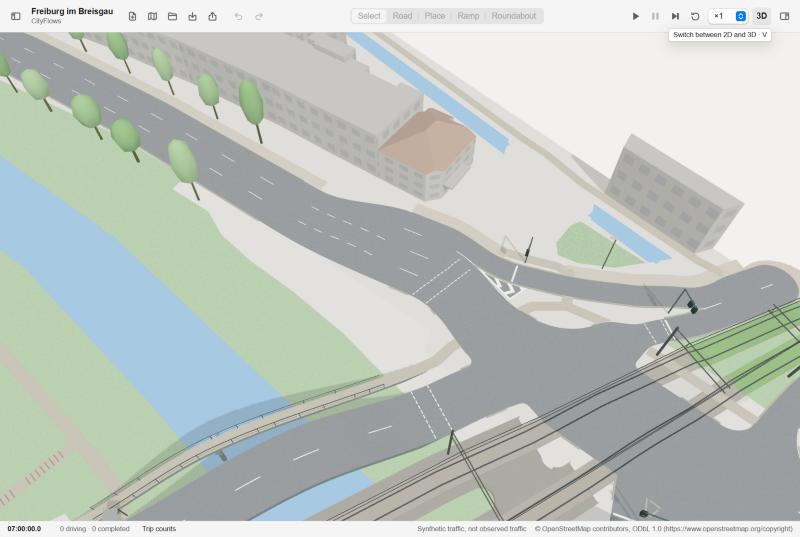 Freiburg im Breisgau
CityFlows
Select Road Place Ramp Roundabout
×1
3D
Switch between 2D and 3D · V
07:00:00.0 0 driving · 0 completed Trip counts
Synthetic traffic, not observed traffic © OpenStreetMap contributors, ODbL 1.0 (https://www.openstreetmap.org/copyright)